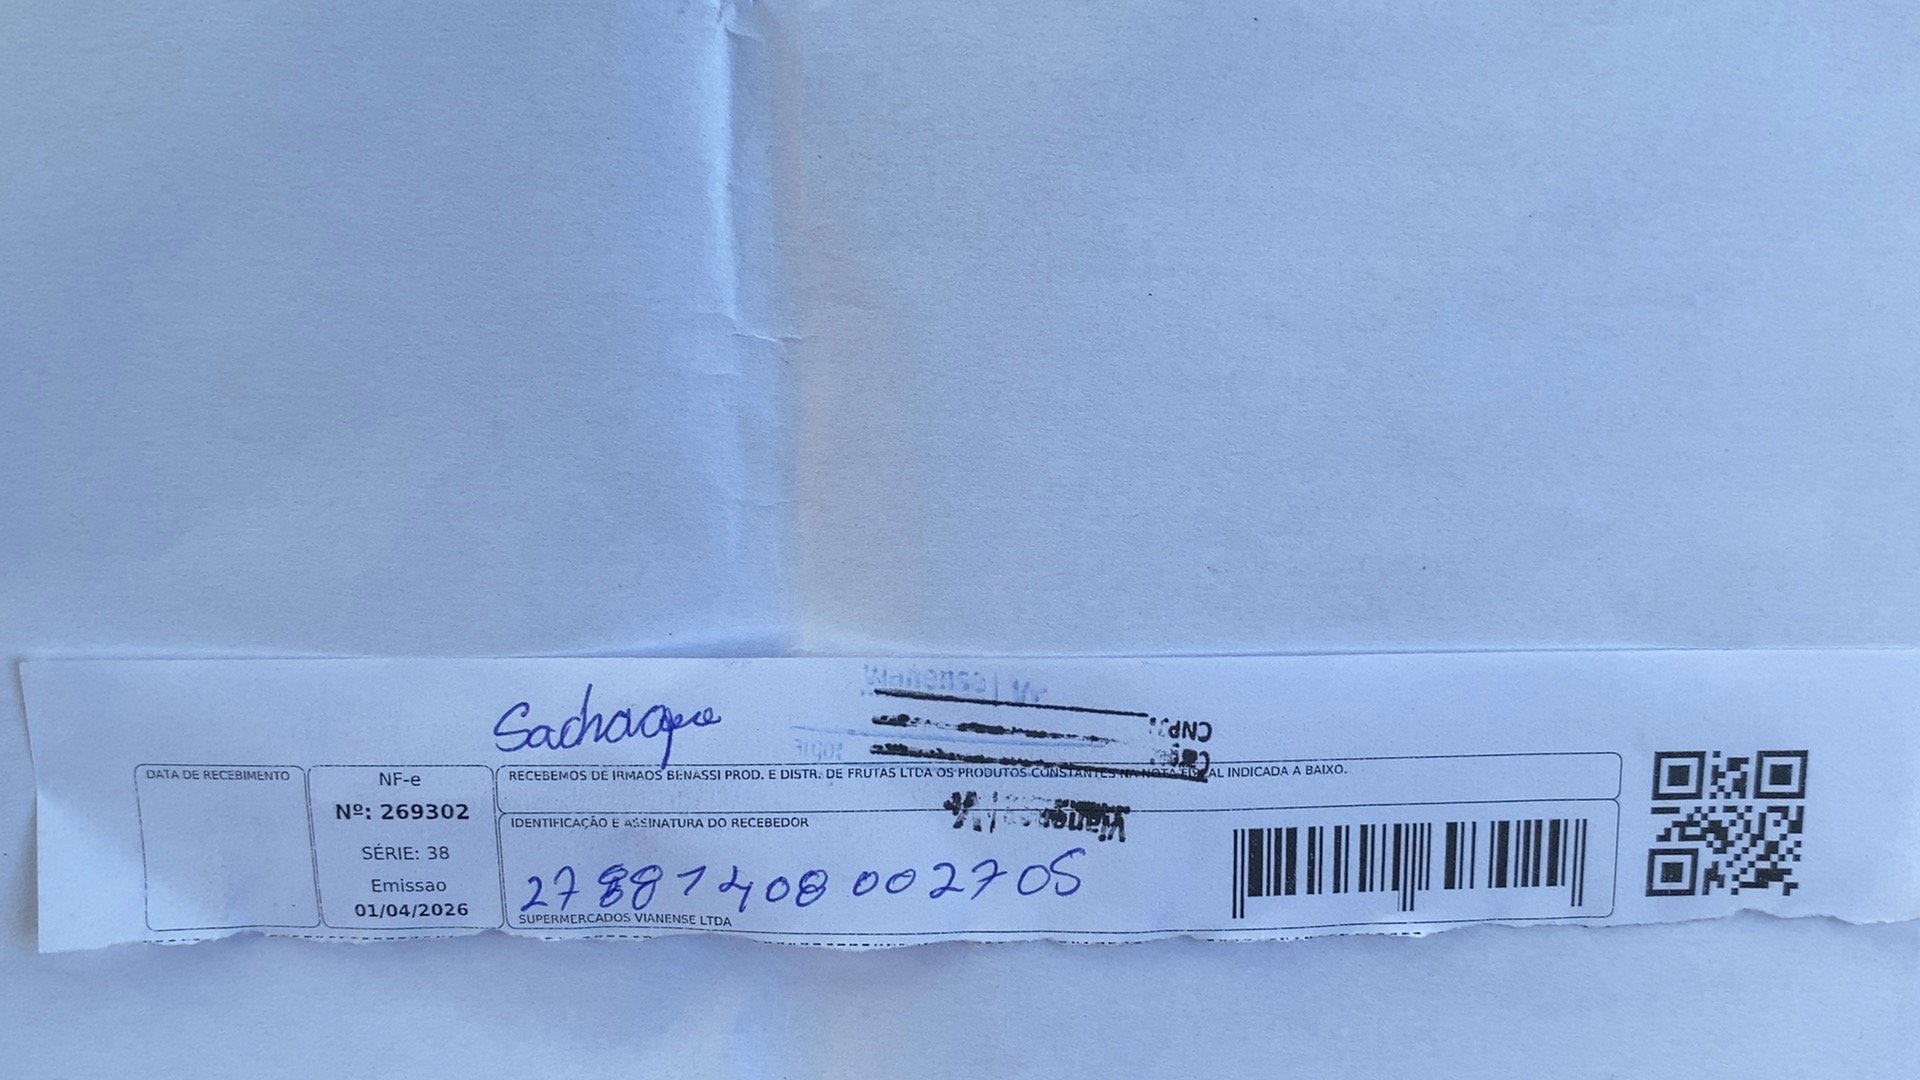 Sachaque
CNPJ:
DATA DE RECEBIMENTO
NF-e
Nº: 269302
SÉRIE: 38
Emissao
01/04/2026
RECEBEMOS DE IRMAOS BENASSI PROD. E DISTR. DE FRUTAS LTDA OS PRODUTOS CONSTANTES NA NOTA FISCAL INDICADA A BAIXO.
IDENTIFICAÇÃO E ASSINATURA DO RECEBEDOR
27881408002705
SUPERMERCADOS VIANENSE LTDA